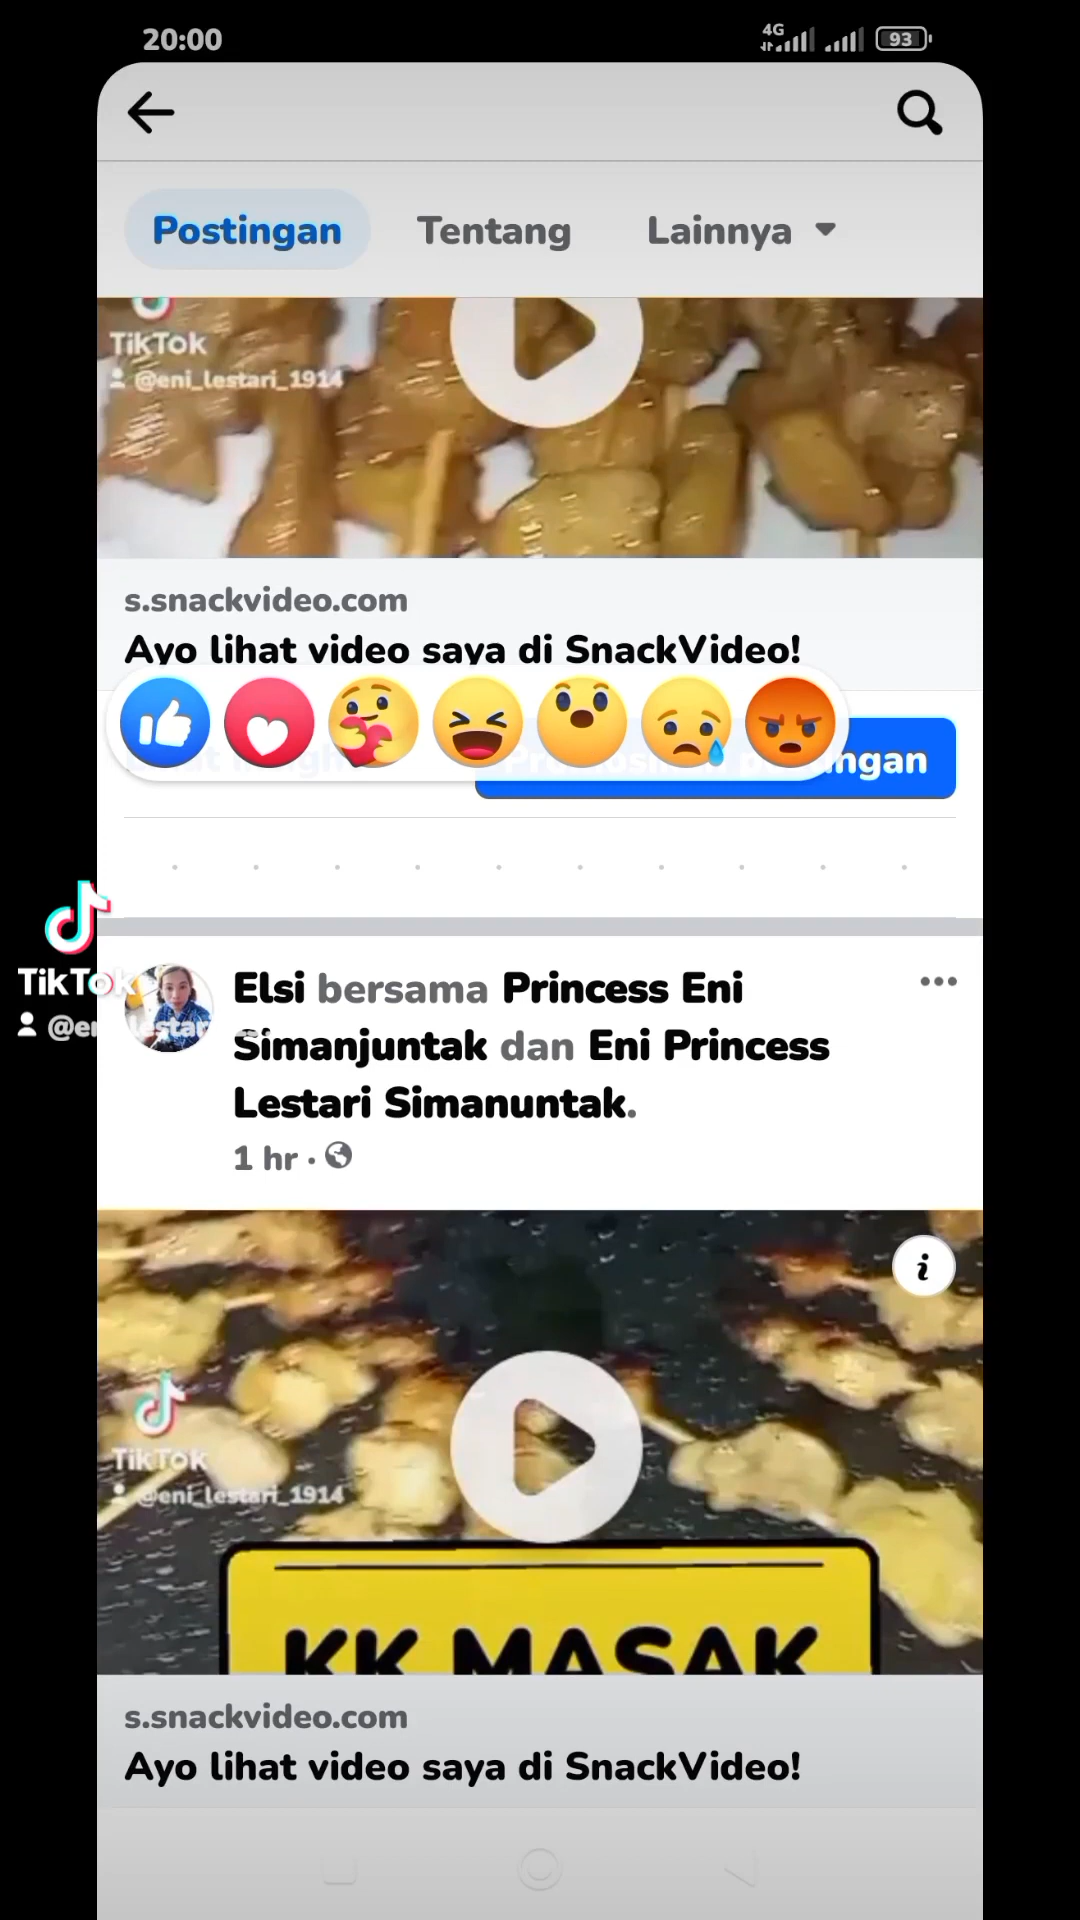 20:00
4G
93
Postingan
Tentang
Lainnya
TikTok
@eni_lestari_1914
s.snackvideo.com
Ayo lihat video saya di SnackVideo!
ngan
TikTok
Elsi bersama Princess Eni
Simanjuntak dan Eni Princess
Lestari Simanuntak.
1 hr
i
TikTok
@eni_lestari_1914
KK MASAK
s.snackvideo.com
Ayo lihat video saya di SnackVideo!